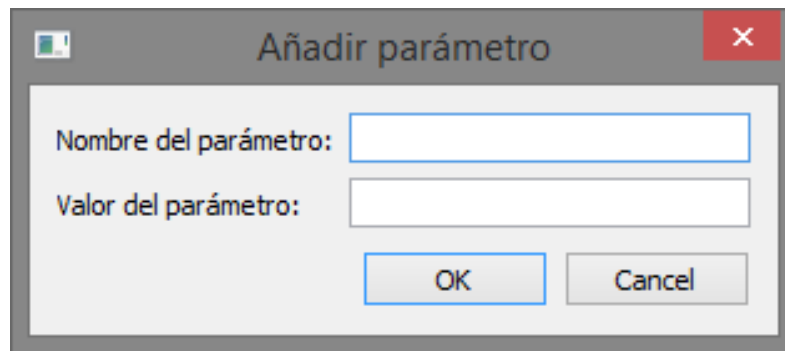 Añadir parámetro
Nombre del parámetro:
Valor del parámetro:
OK Cancel